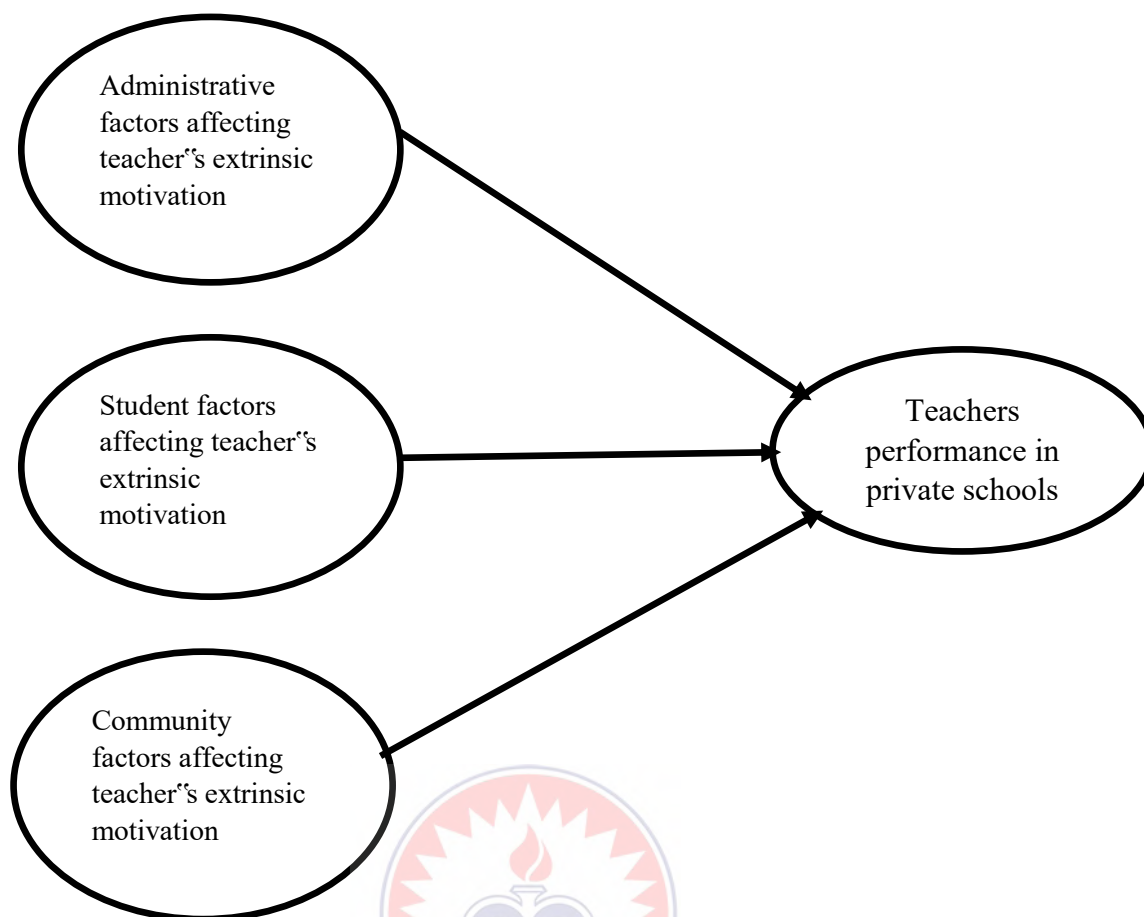 Administrative
factors affecting
teacher‟s extrinsic
motivation
Student factors
affecting teacher‟s
extrinsic
motivation
Community
factors affecting
teacher‟s extrinsic
motivation
Teachers
performance in
private schools